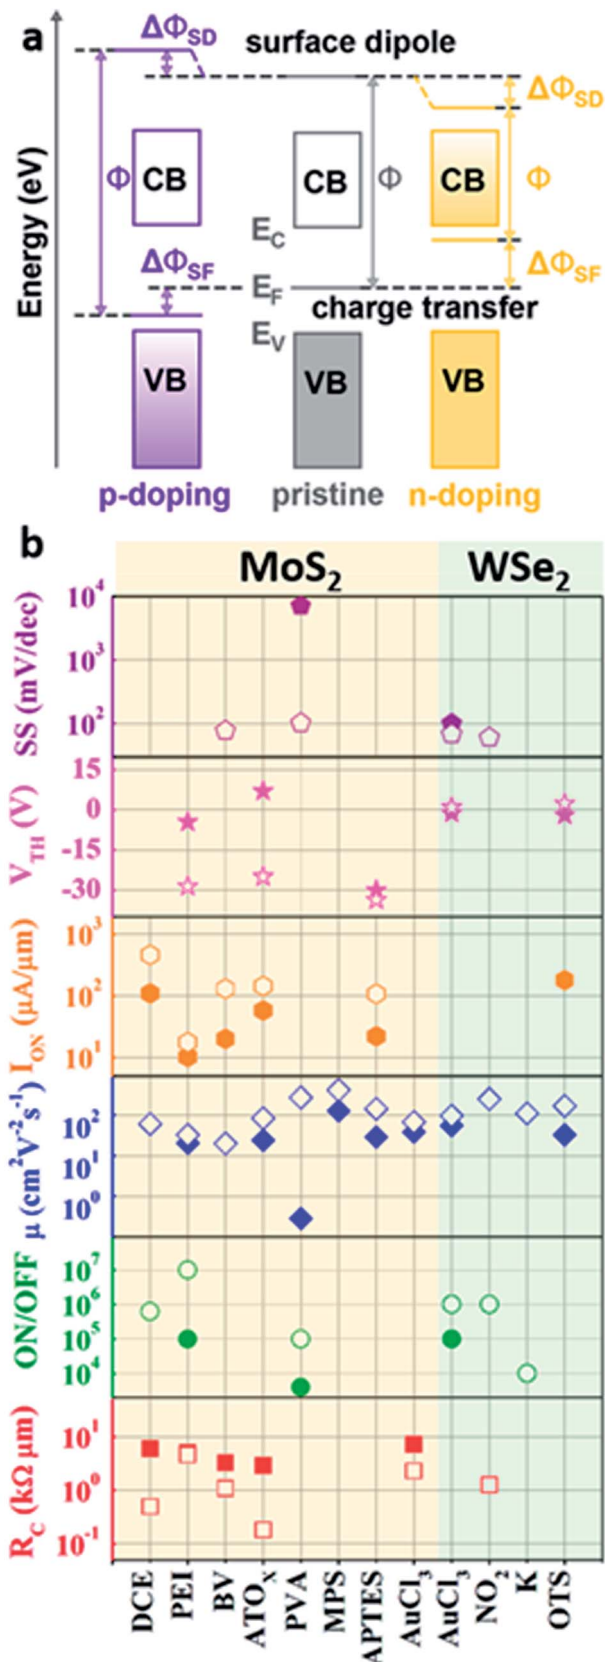 a
ΔΦSD
surface dipole
ΔΦSD
Energy (eV)
Φ
CB
CB
Φ
CB
Φ
EC
ΔΦSF
EF
ΔΦSF
charge transfer
EV
VB
VB
VB
p-doping
pristine
n-doping
b
MoS2
WSe2
SS (mV/dec)
10^4
10^3
10^2
VTH (V)
15
0
-15
-30
ION (μA/μm)
10^3
10^2
10^1
μ (cm^2V^-2s^-1)
10^2
10^1
10^0
ON/OFF
10^7
10^6
10^5
10^4
RC (kΩ μm)
10^1
10^0
10^-1
DCE
PEI
BV
ATOx
PVA
MPS
APTES
AuCl3
AuCl3
NO2
K
OTS